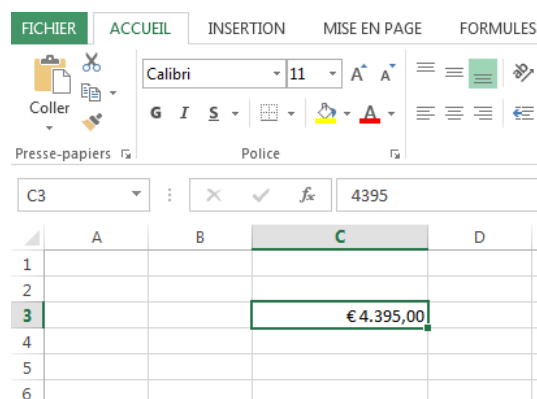 FICHIER ACCUEIL INSERTION MISE EN PAGE FORMULES
Coller
Calibri 11 A A
G I S A
Presse-papiers Police
C3 fx 4395
A B C D
1
2
3 € 4.395,00
4
5
6